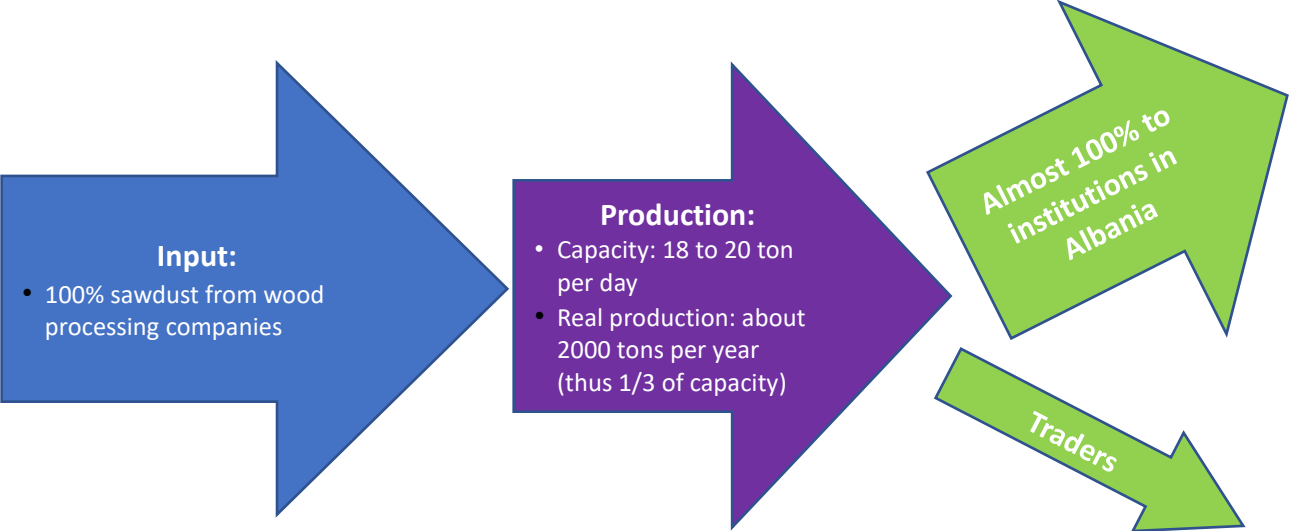 Input:
• 100% sawdust from wood
processing companies
Production:
• Capacity: 18 to 20 ton
per day
• Real production: about
2000 tons per year
(thus 1/3 of capacity)
Almost 100% to
institutions in
Albania
Traders